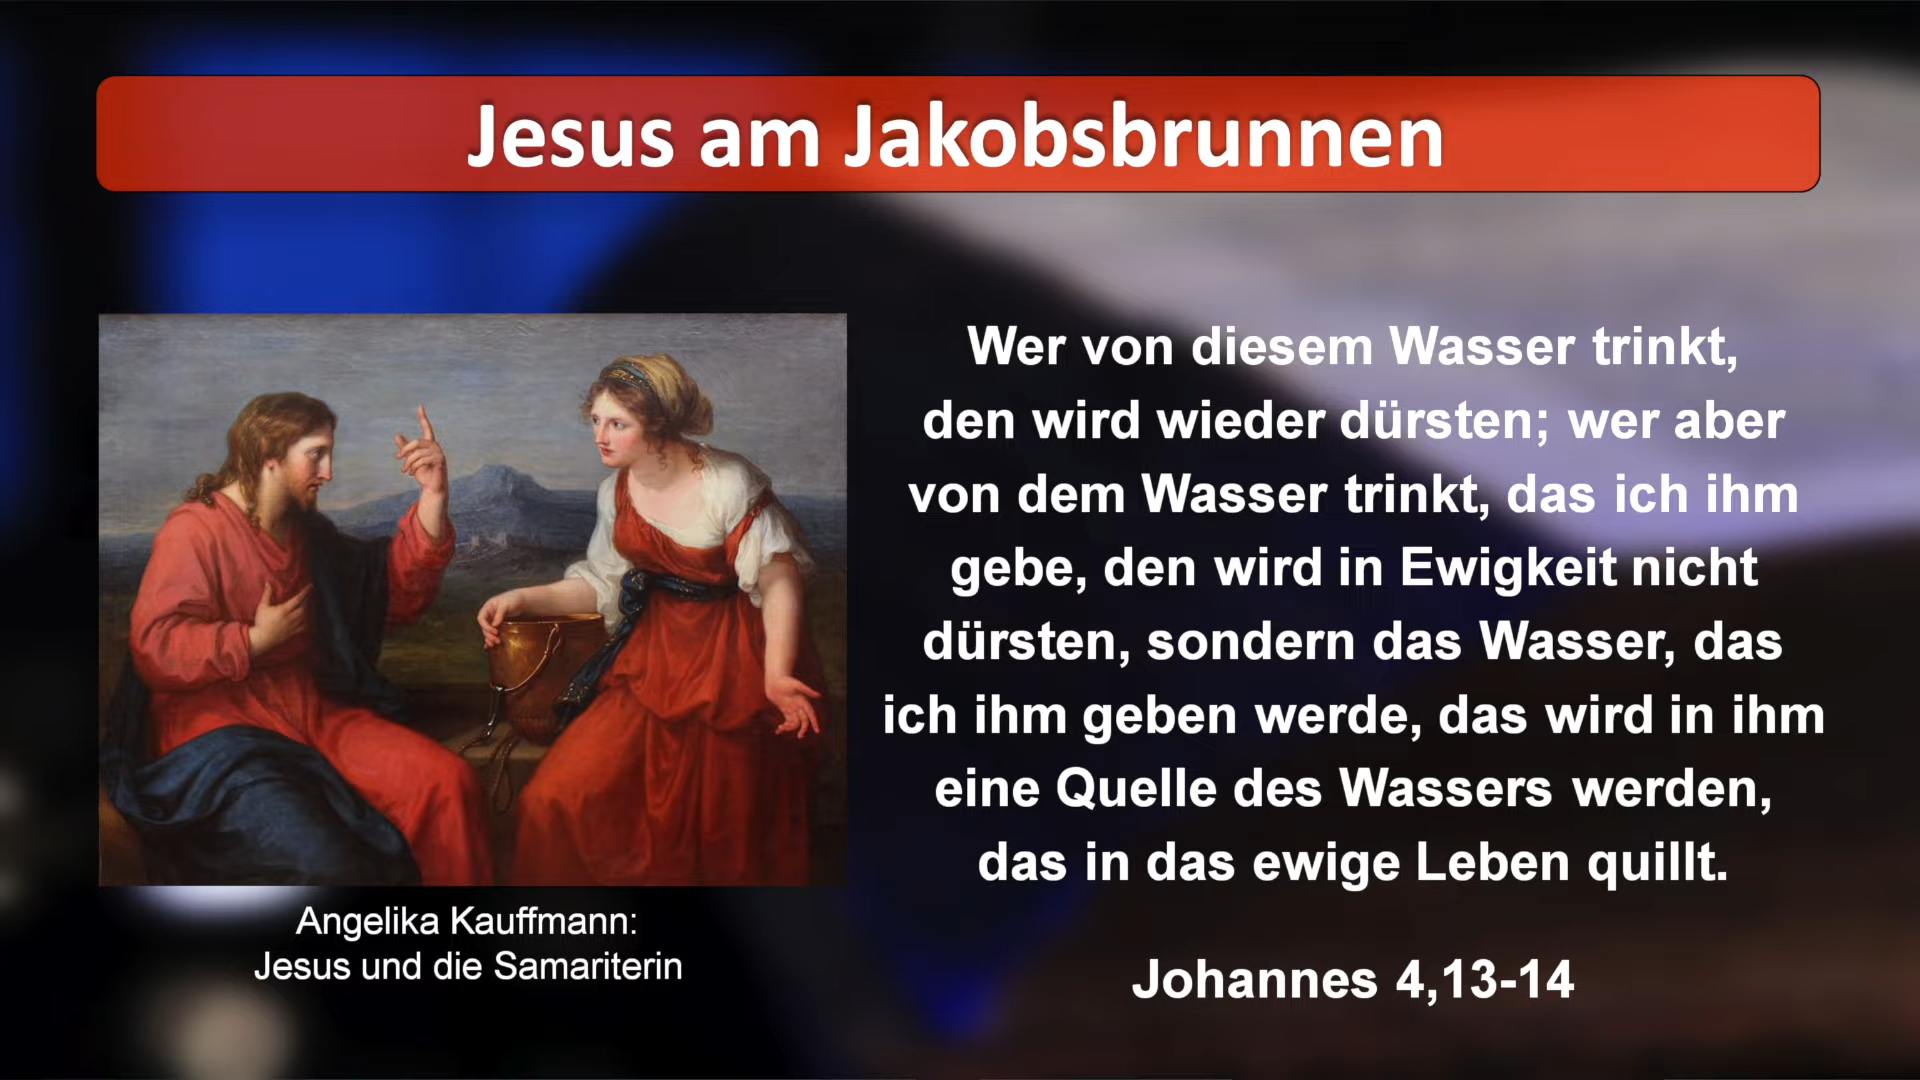 Jesus am Jakobsbrunnen
Wer von diesem Wasser trinkt,
den wird wieder dürsten; wer aber
von dem Wasser trinkt, das ich ihm
gebe, den wird in Ewigkeit nicht
dürsten, sondern das Wasser, das
ich ihm geben werde, das wird in ihm
eine Quelle des Wassers werden,
das in das ewige Leben quillt.
Johannes 4,13-14
Angelika Kauffmann:
Jesus und die Samariterin